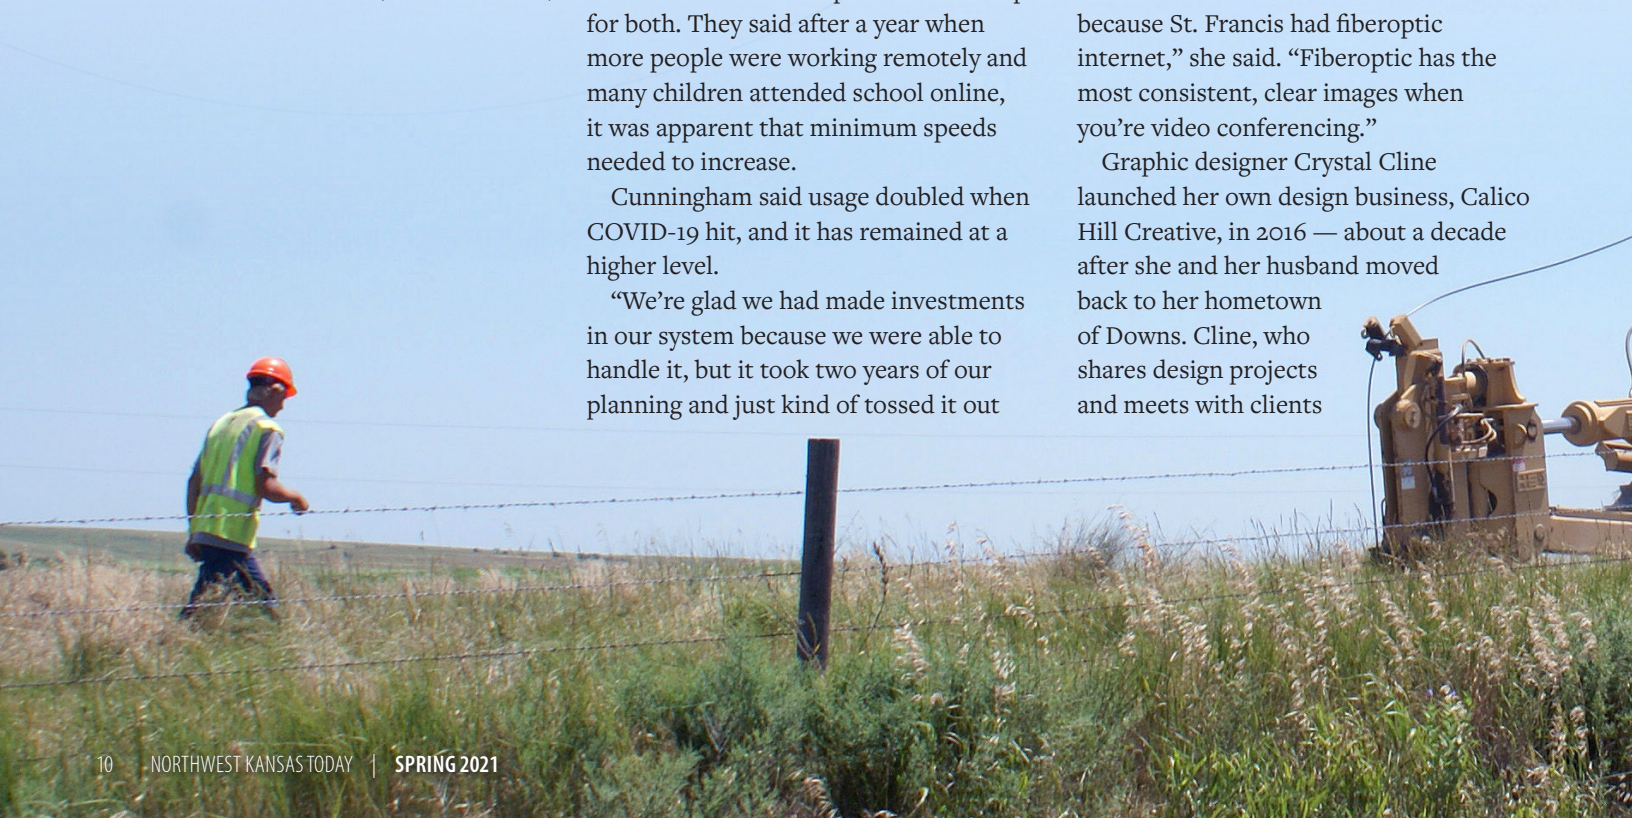 for both. They said after a year when
more people were working remotely and
many children attended school online,
it was apparent that minimum speeds
needed to increase.
Cunningham said usage doubled when
COVID-19 hit, and it has remained at a
higher level.
“We’re glad we had made investments
in our system because we were able to
handle it, but it took two years of our
planning and just kind of tossed it out
because St. Francis had fiberoptic
internet,” she said. “Fiberoptic has the
most consistent, clear images when
you’re video conferencing.”
Graphic designer Crystal Cline
launched her own design business, Calico
Hill Creative, in 2016 — about a decade
after she and her husband moved
back to her hometown
of Downs. Cline, who
shares design projects
and meets with clients
10 NORTHWEST KANSAS TODAY | SPRING 2021